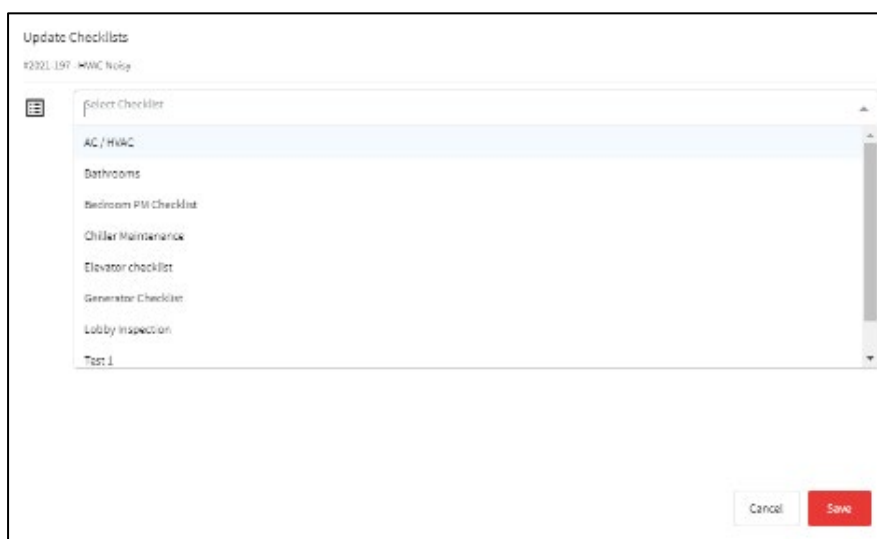 Update Checklists
#2021-197 - HVAC Noisy
Select Checklist
AC / HVAC
Bathrooms
Bedroom PM Checklist
Chiller Maintenance
Elevator checklist
Generator Checklist
Lobby Inspection
Test 1
Cancel
Save